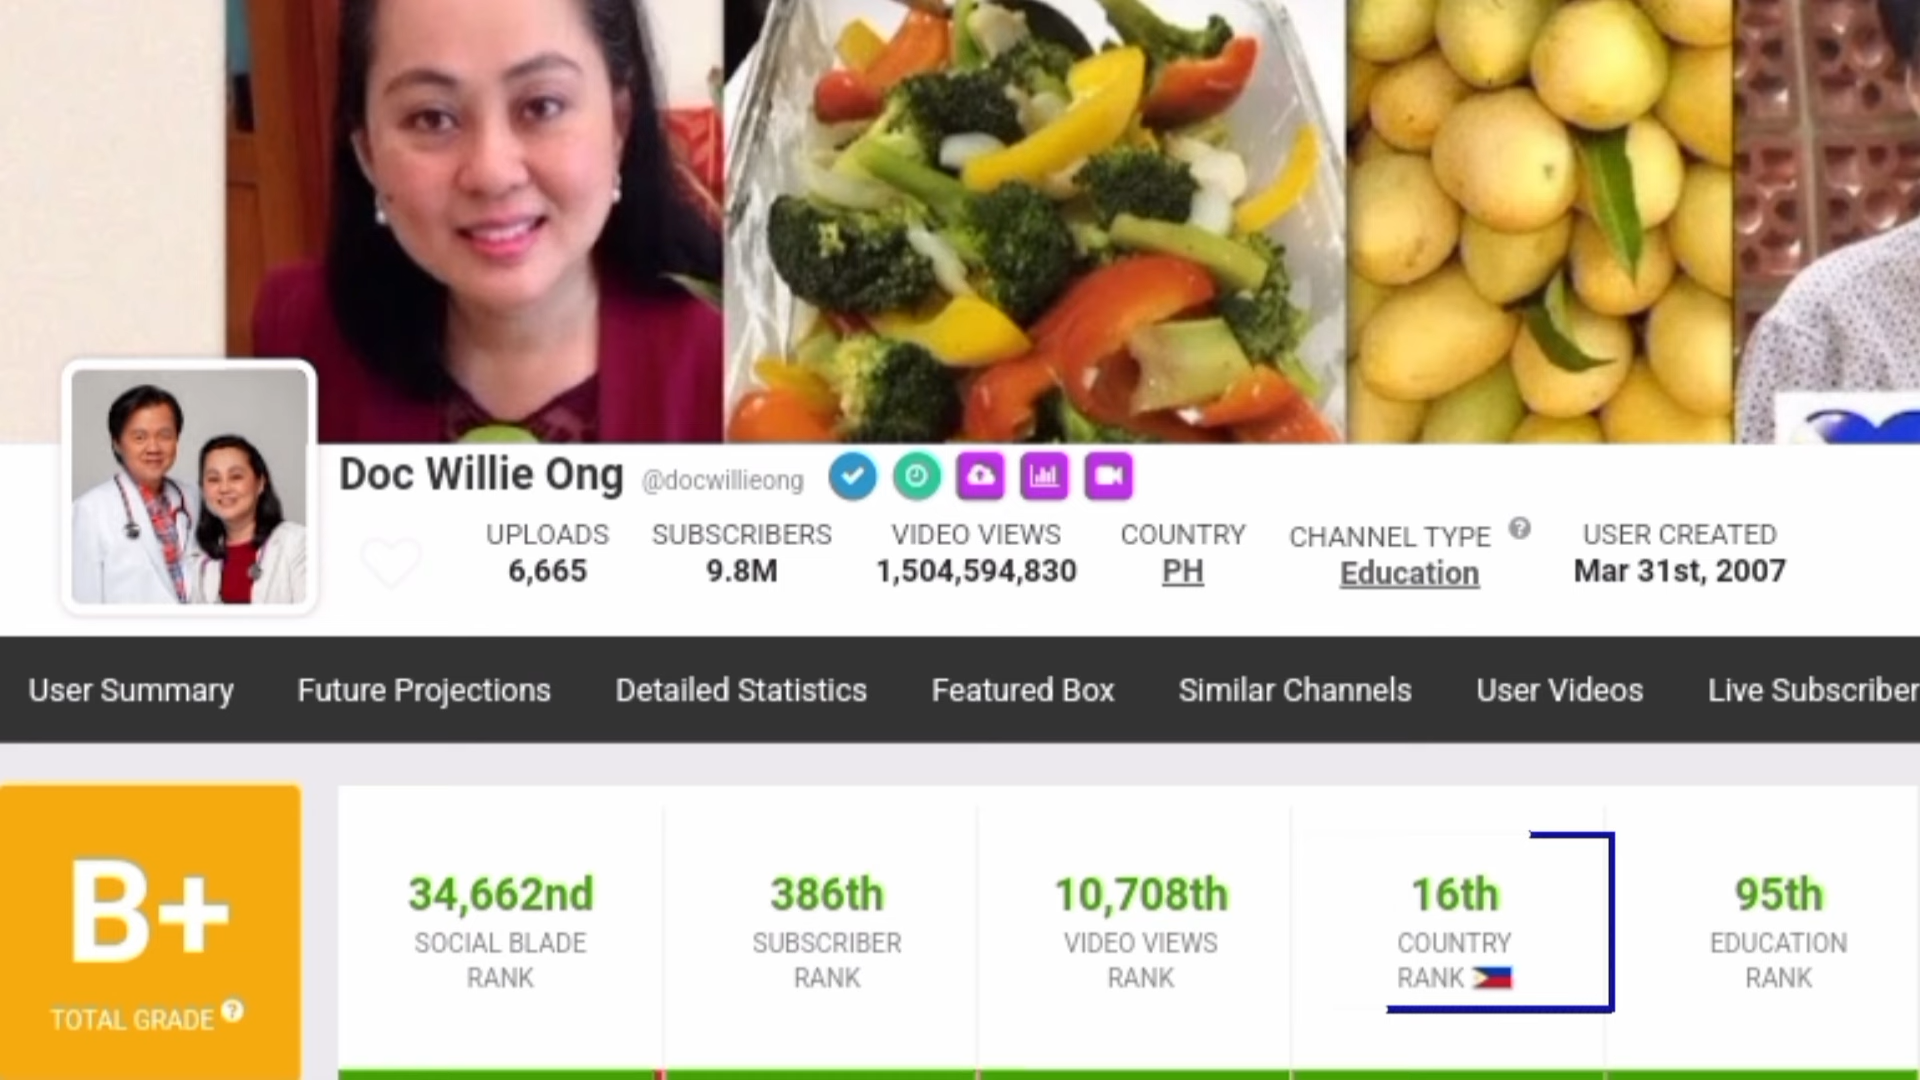 Doc Willie Ong @docwillieong
UPLOADS SUBSCRIBERS VIDEO VIEWS COUNTRY CHANNEL TYPE ? USER CREATED
6,665 9.8M 1,504,594,830 PH Education Mar 31st, 2007
User Summary Future Projections Detailed Statistics Featured Box Similar Channels User Videos Live Subscriber
B+
TOTAL GRADE ?
34,662nd 386th 10,708th 16th 95th
SOCIAL BLADE SUBSCRIBER VIDEO VIEWS COUNTRY EDUCATION
RANK RANK RANK RANK RANK